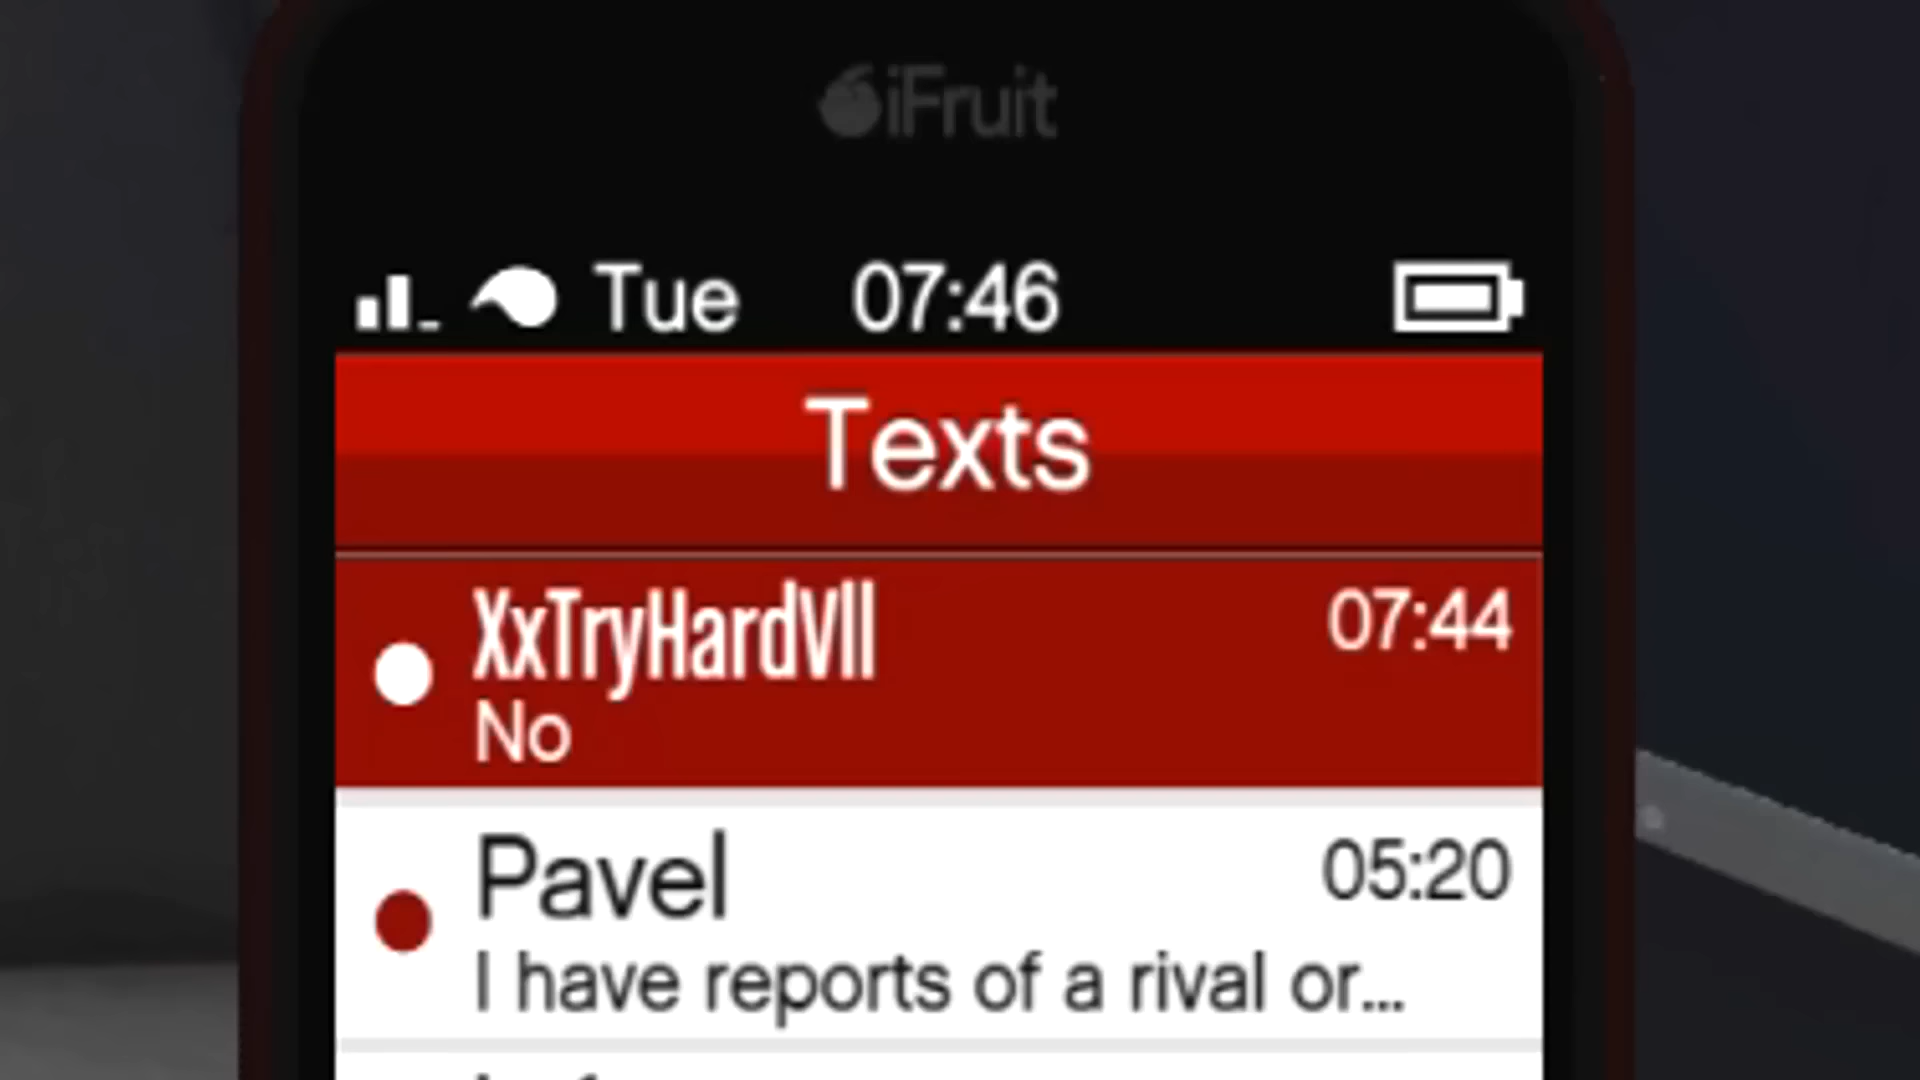 iFruit
Tue 07:46
Texts
XxTryHardVII 07:44
No
Pavel 05:20
I have reports of a rival or...